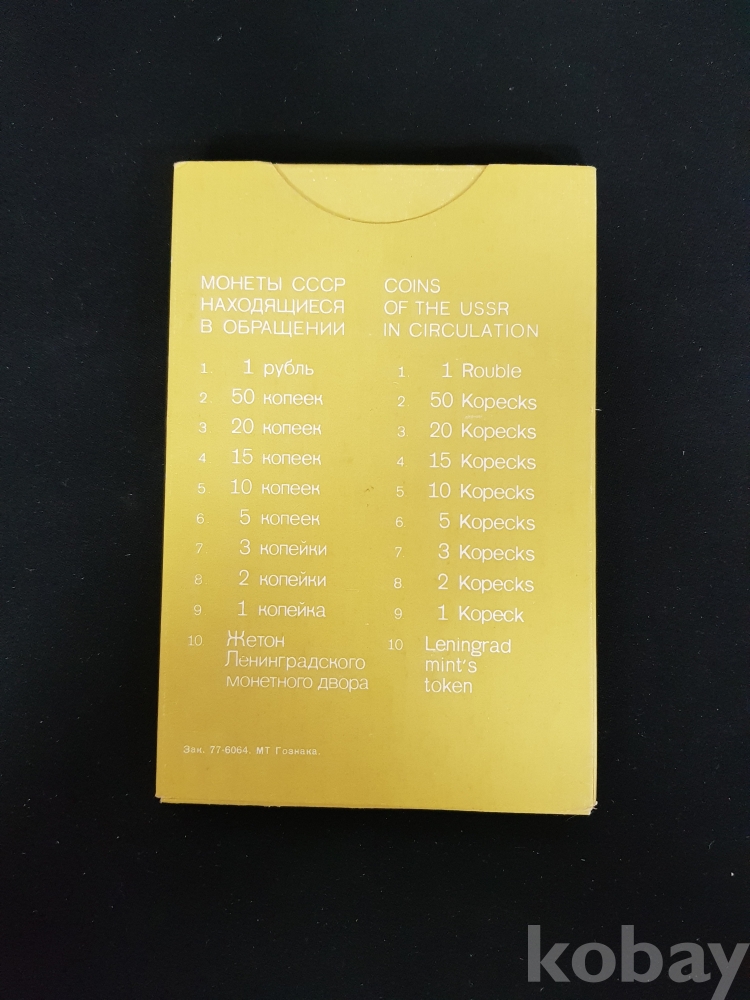 МОНЕТЫ СССР
НАХОДЯЩИЕСЯ
В ОБРАЩЕНИИ
1. 1 рубль
2. 50 копеек
3 20 копеек
4 15 копеек
5 10 копеек
6. 5 копеек
7. 3 копейки
8 2 копейки
9 1 копейка
10. Жетон
Ленинградского
монетного двора
COINS
OF THE USSR
IN CIRCULATION
1. 1 Rouble
2 50 Kopecks
3. 20 Kopecks
4 15 Kopecks
5 10 Kopecks
6. 5 Kopecks
7 3 Kopecks
8. 2 Kopecks
9 1 Kopeck
10. Leningrad
mint's
token
Зак. 77-6064. МТ Гознака.
kobay